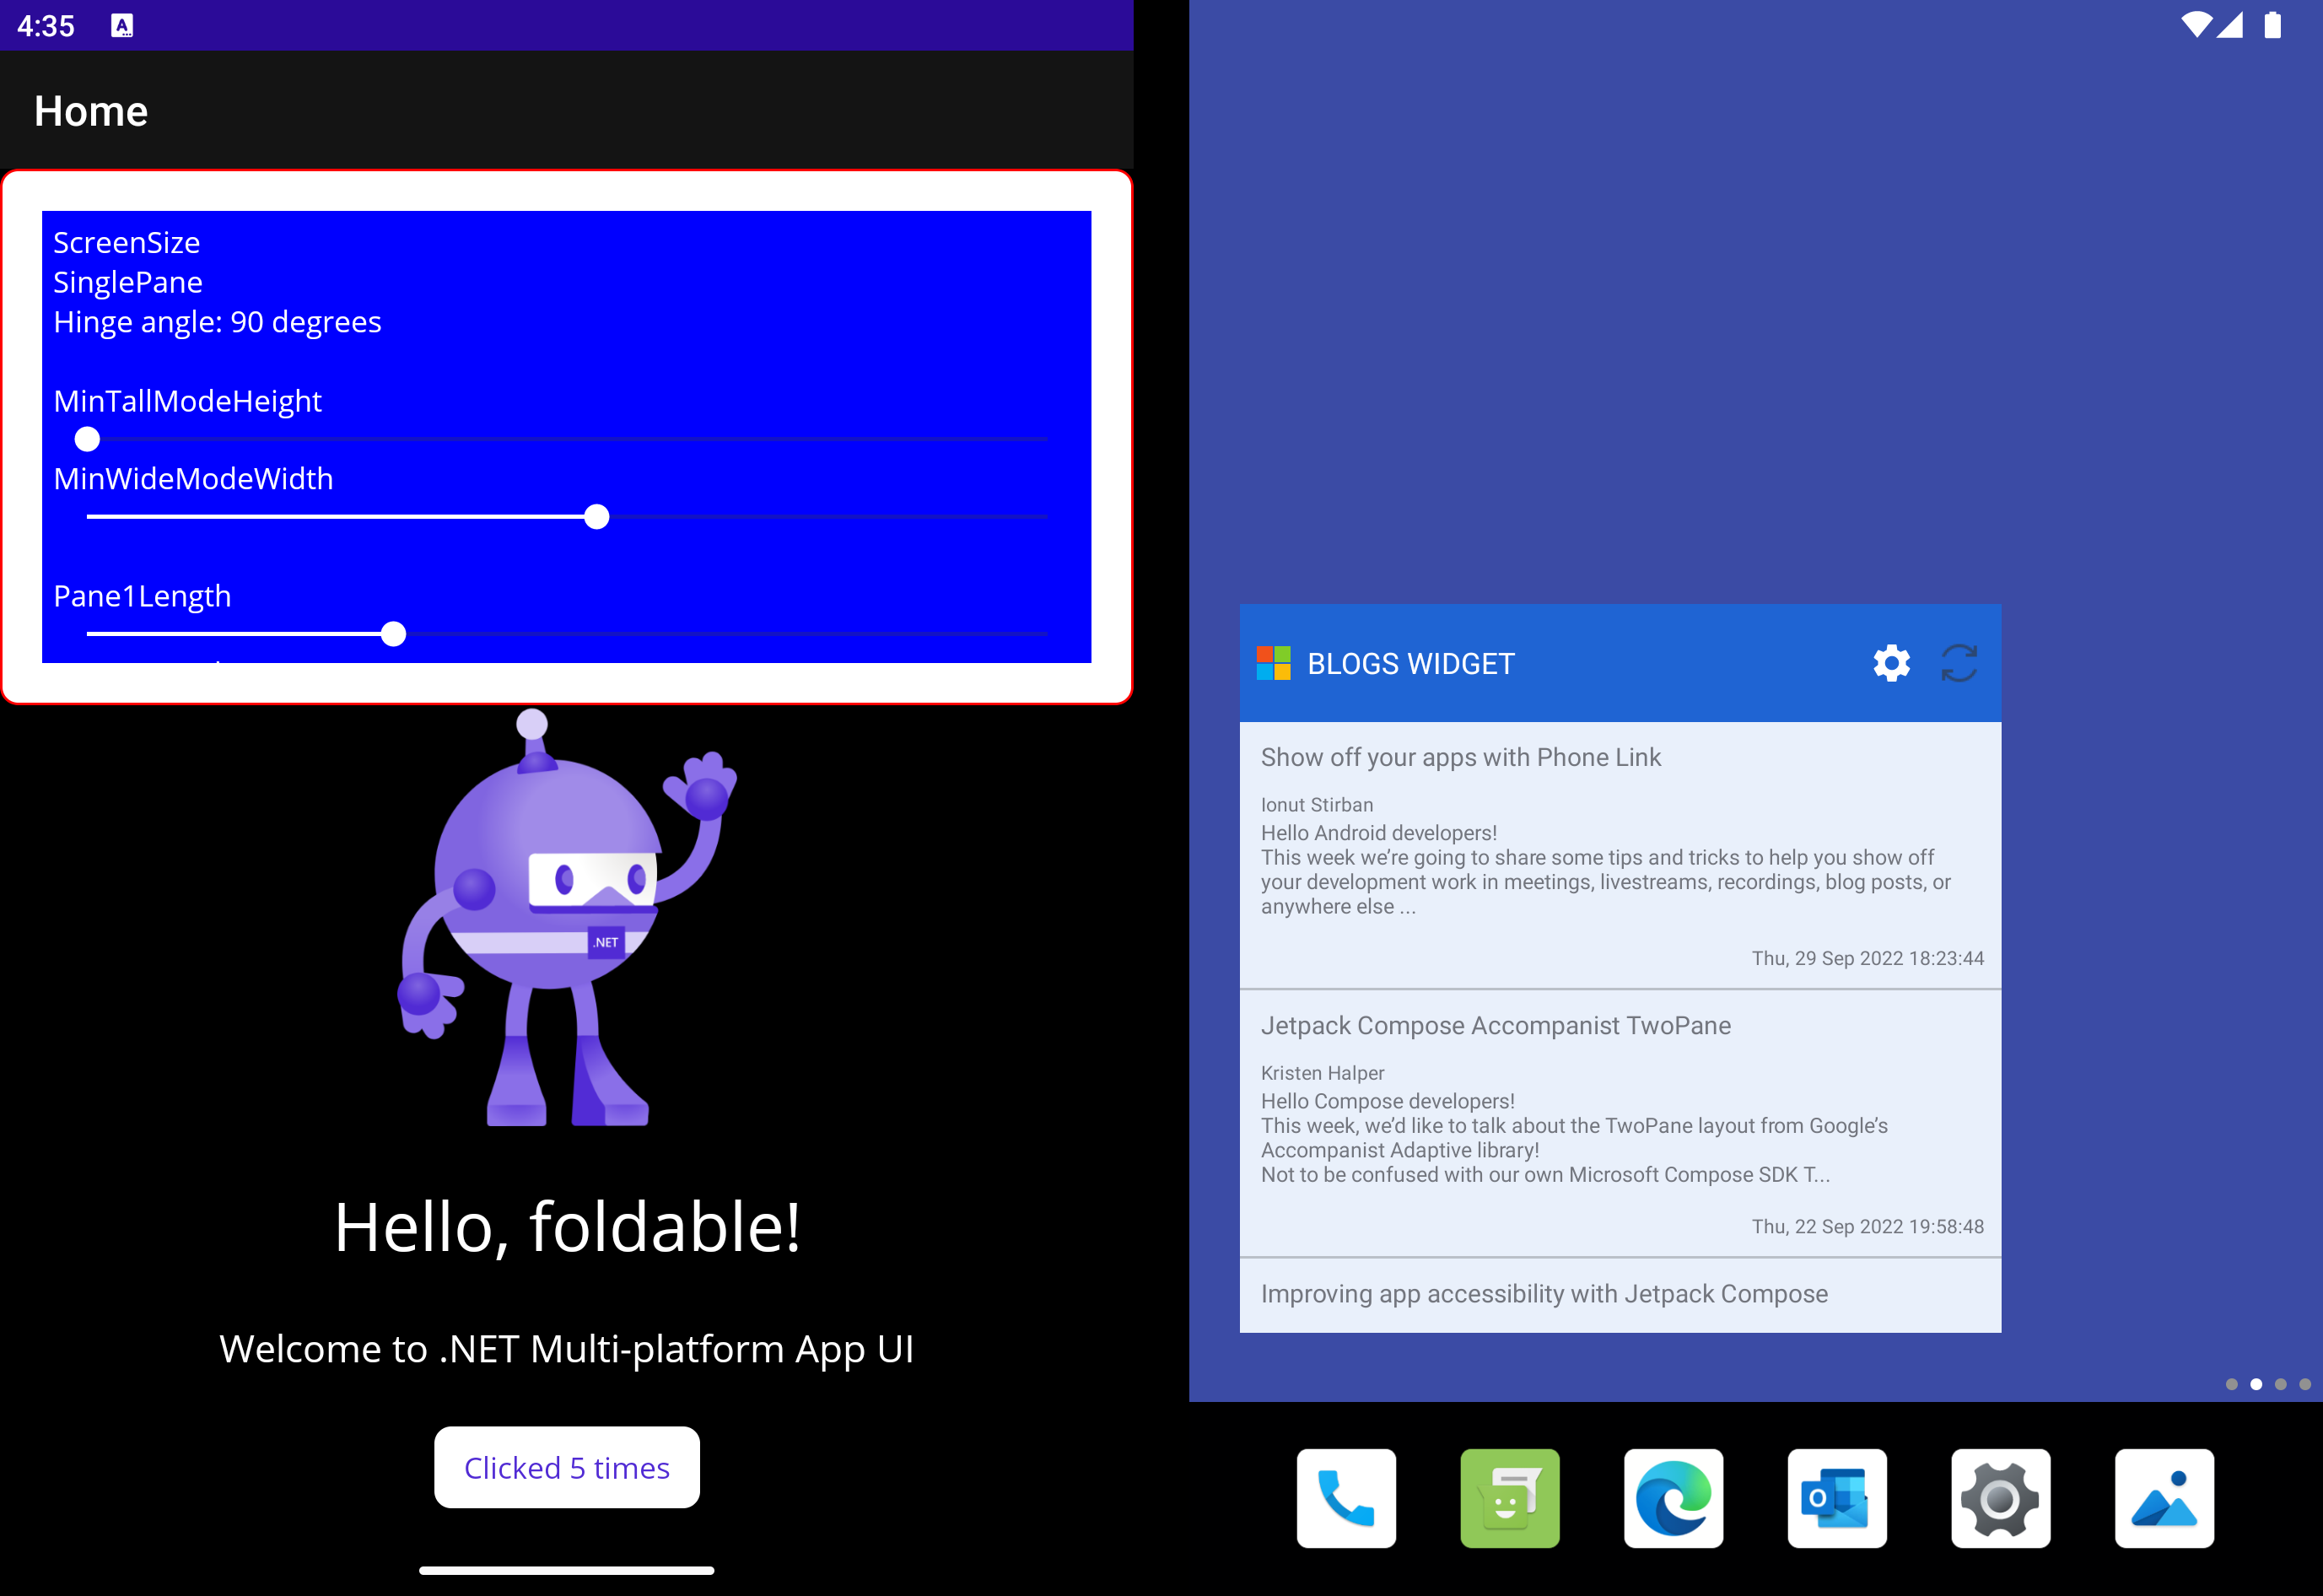 4:35
A
Home
ScreenSize
SinglePane
Hinge angle: 90 degrees
MinTallModeHeight
MinWideModeWidth
Pane1Length
.NET
Hello, foldable!
Welcome to .NET Multi-platform App UI
Clicked 5 times
BLOGS WIDGET
Show off your apps with Phone Link
Ionut Stirban
Hello Android developers!
This week we’re going to share some tips and tricks to help you show off
your development work in meetings, livestreams, recordings, blog posts, or
anywhere else ...
Thu, 29 Sep 2022 18:23:44
Jetpack Compose Accompanist TwoPane
Kristen Halper
Hello Compose developers!
This week, we’d like to talk about the TwoPane layout from Google’s
Accompanist Adaptive library!
Not to be confused with our own Microsoft Compose SDK T...
Thu, 22 Sep 2022 19:58:48
Improving app accessibility with Jetpack Compose
O